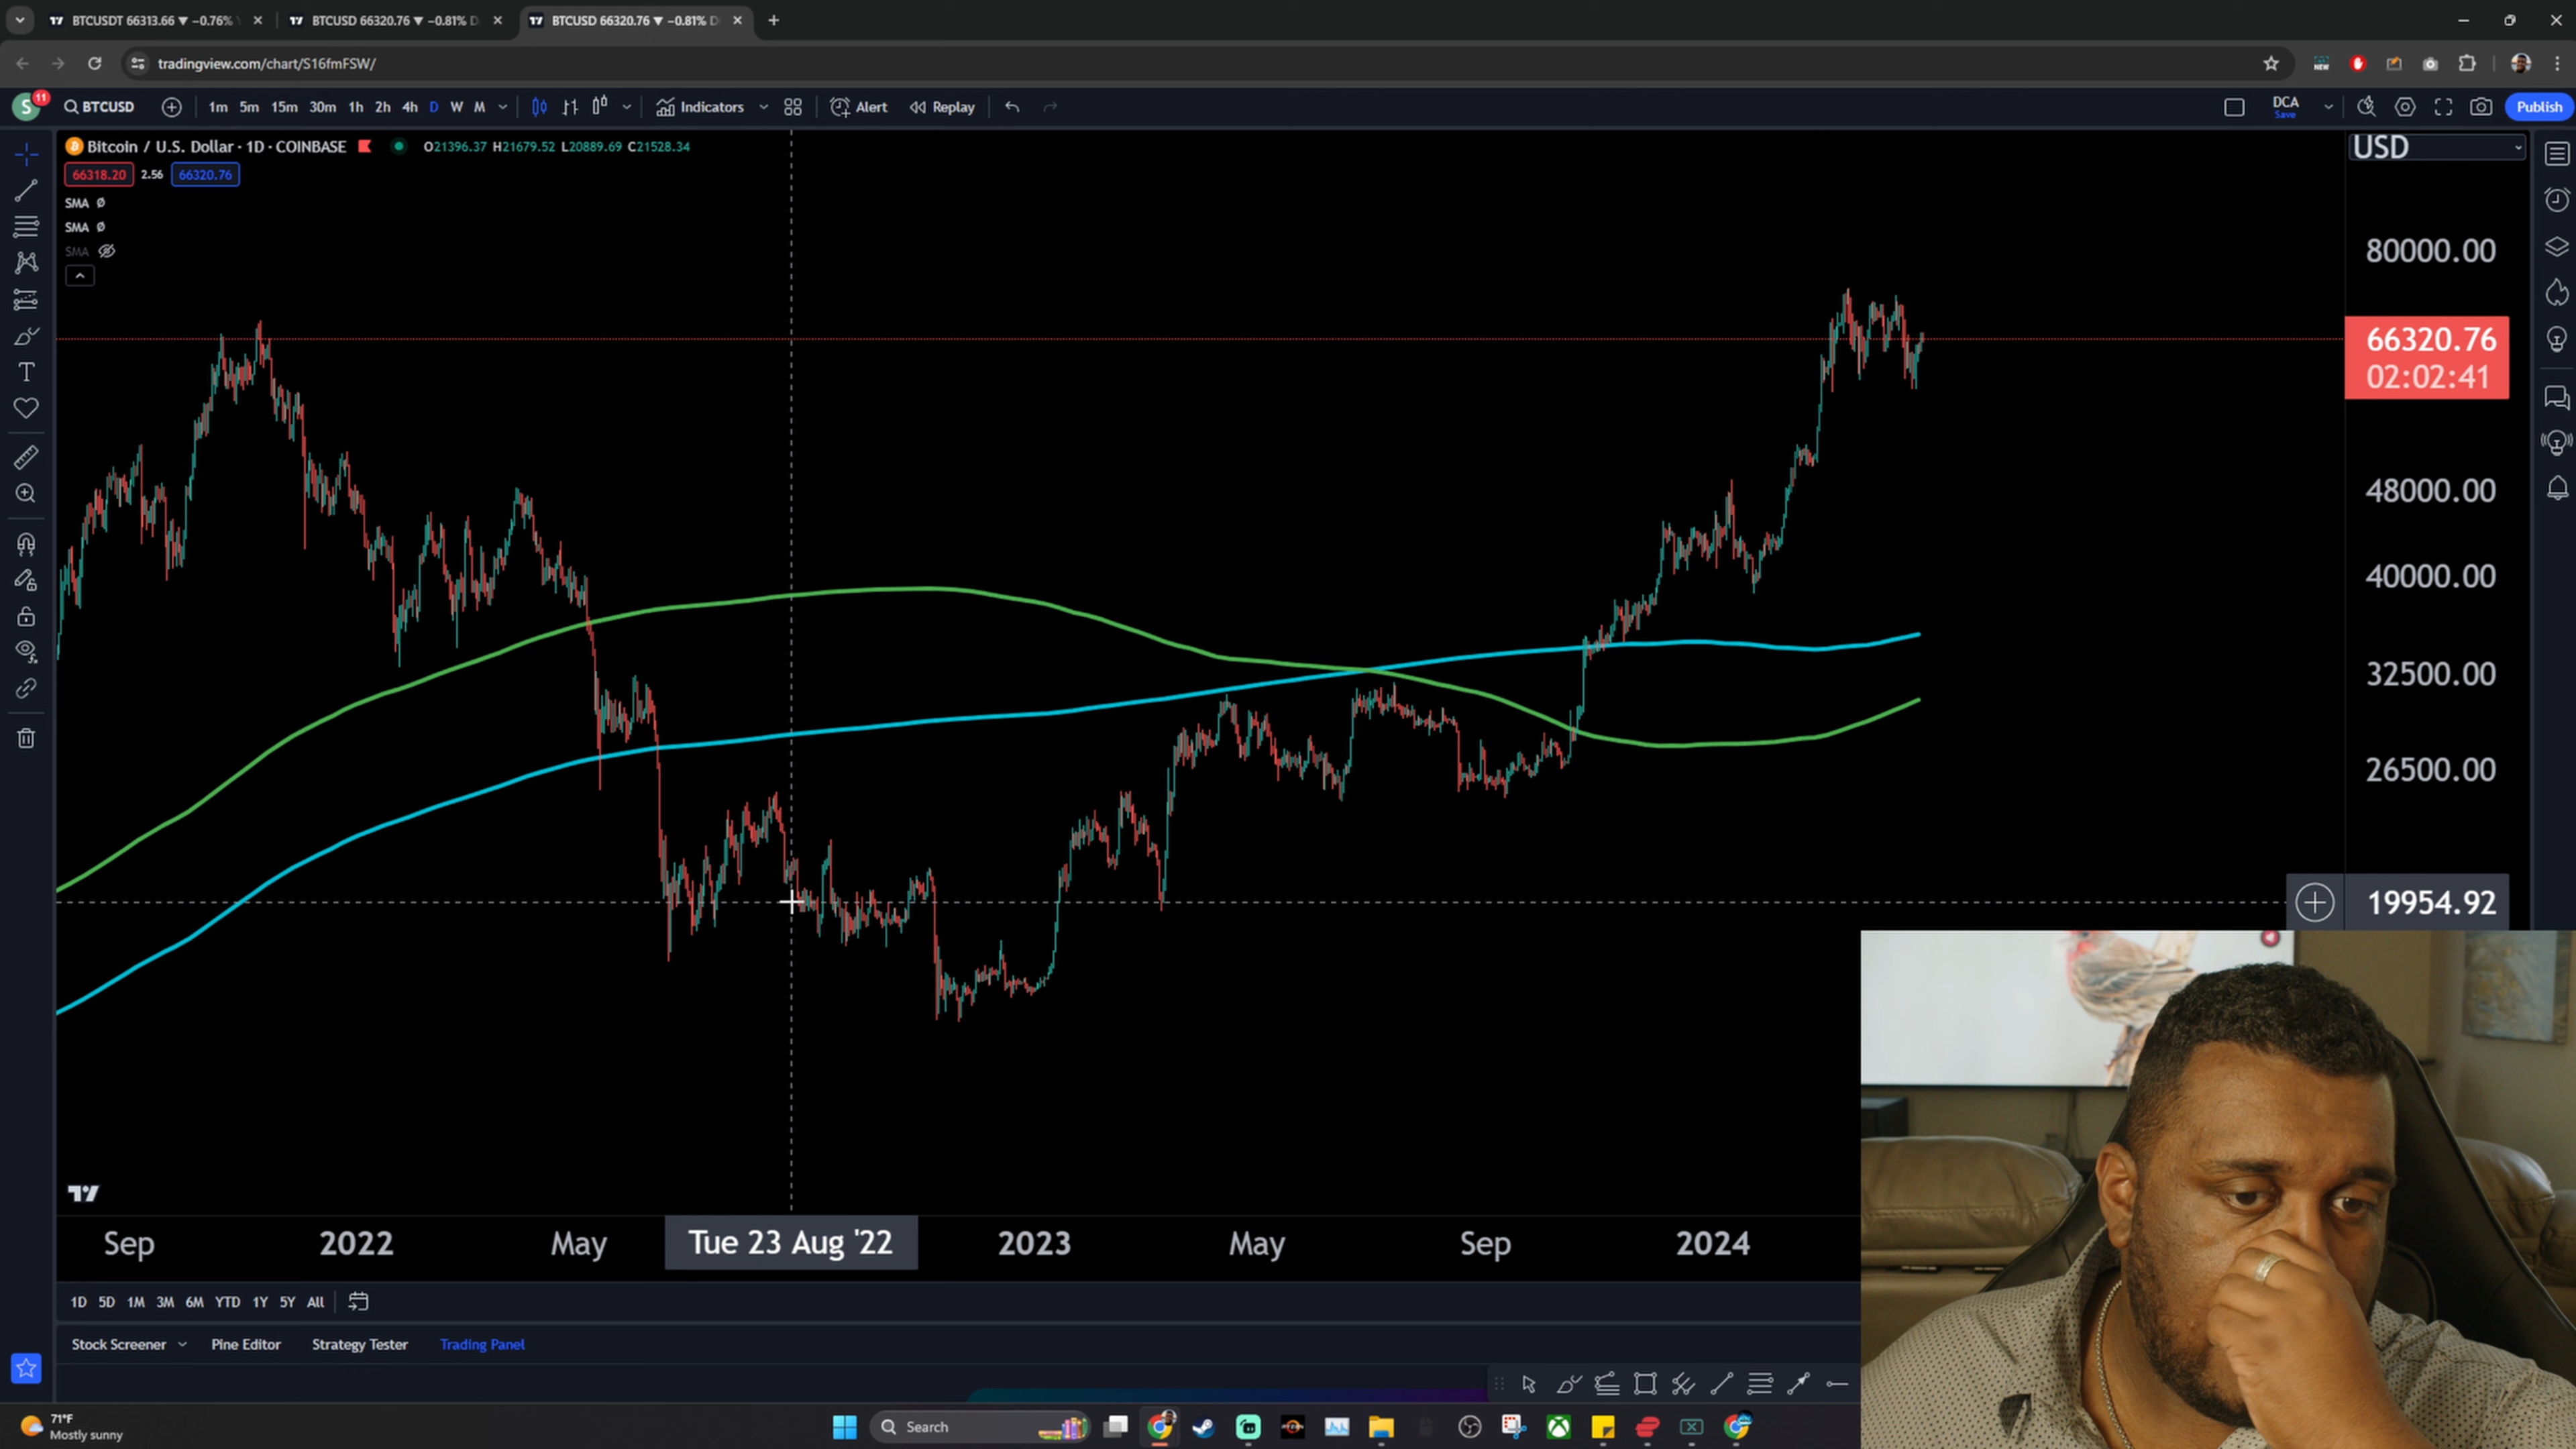 BTCUSDT 66313.66 ▼ −0.76%
BTCUSD 66320.76 ▼ −0.81%
BTCUSD 66320.76 ▼ −0.81%
tradingview.com/chart/S16fmFSW/
NEW
S 11 BTCUSD 1m 5m 15m 30m 1h 2h 4h D W M Indicators Alert Replay DCA Save Publish
Bitcoin / U.S. Dollar · 1D · COINBASE O21396.37 H21679.52 L20889.69 C21528.34
66318.20 2.56 66320.76
SMA Ø
SMA Ø
SMA
USD
80000.00
66320.76
02:02:41
48000.00
40000.00
32500.00
26500.00
19954.92
Sep 2022 May Tue 23 Aug '22 2023 May Sep 2024
1D 5D 1M 3M 6M YTD 1Y 5Y All
Stock Screener Pine Editor Strategy Tester Trading Panel
71°F
Mostly sunny
Search